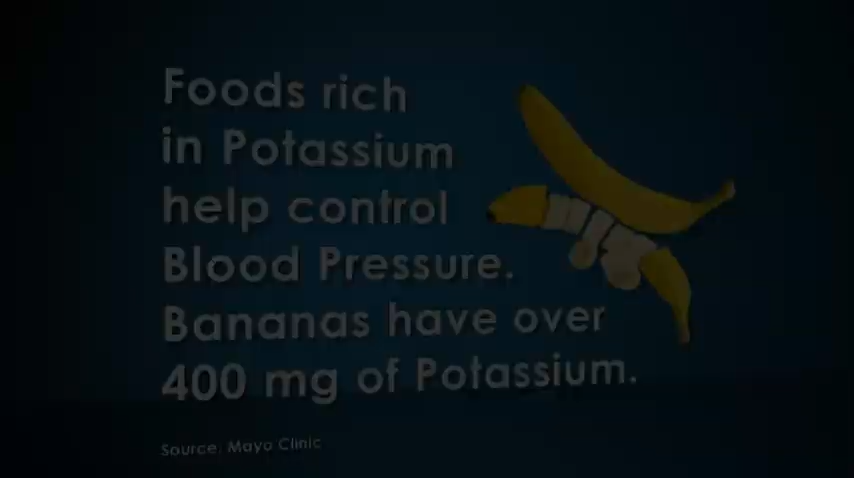 Foods rich
in Potassium
help control
Blood Pressure.
Bananas have over
400 mg of Potassium.
Source: Mayo Clinic